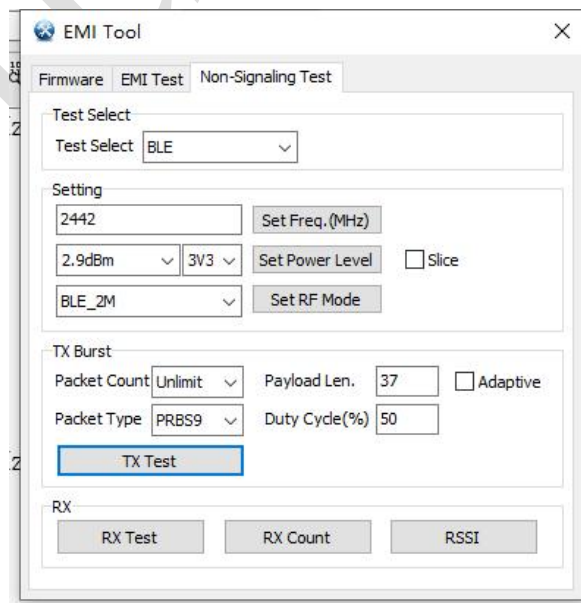 EMI Tool
Firmware EMI Test Non-Signaling Test
Test Select
Test Select BLE
Setting
2442 Set Freq.(MHz)
2.9dBm 3V3 Set Power Level Slice
BLE_2M Set RF Mode
TX Burst
Packet Count Unlimit Payload Len. 37 Adaptive
Packet Type PRBS9 Duty Cycle(%) 50
TX Test
RX
RX Test RX Count RSSI